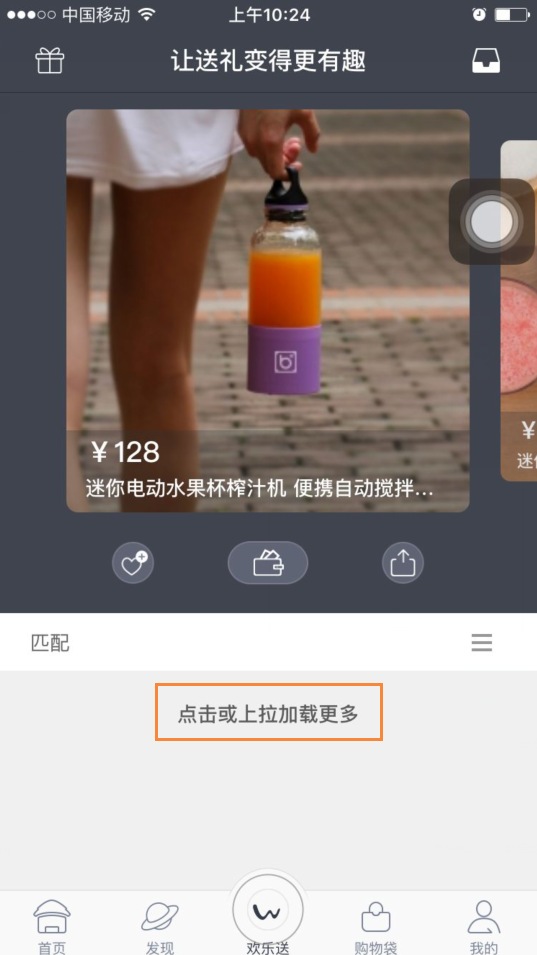 中国移动 上午10:24
让送礼变得更有趣
￥128
￥
迷你电动水果杯榨汁机 便携自动搅拌...
迷
匹配
点击或上拉加载更多
首页 发现 欢乐送 购物袋 我的